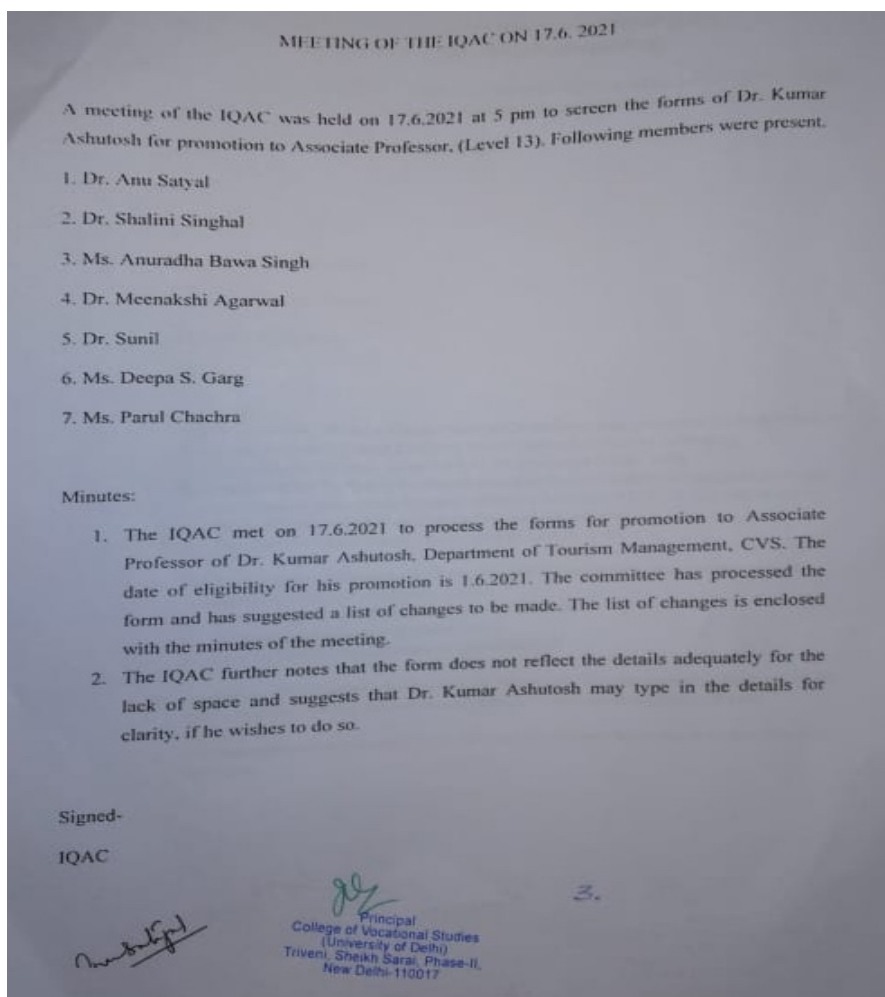 MEETING OF THE IQAC ON 17.6. 2021
A meeting of the IQAC was held on 17.6.2021 at 5 pm to screen the forms of Dr. Kumar
Ashutosh for promotion to Associate Professor, (Level 13). Following members were present.
1. Dr. Anu Satyal
2. Dr. Shalini Singhal
3. Ms. Anuradha Bawa Singh
4. Dr. Meenakshi Agarwal
5. Dr. Sunil
6. Ms. Deepa S. Garg
7. Ms. Parul Chachra
Minutes:
1. The IQAC met on 17.6.2021 to process the forms for promotion to Associate
Professor of Dr. Kumar Ashutosh, Department of Tourism Management, CVS. The
date of eligibility for his promotion is 1.6.2021. The committee has processed the
form and has suggested a list of changes to be made. The list of changes is enclosed
with the minutes of the meeting.
2. The IQAC further notes that the form does not reflect the details adequately for the
lack of space and suggests that Dr. Kumar Ashutosh may type in the details for
clarity, if he wishes to do so.
Signed-
IQAC
3.
Principal
College of Vocational Studies
(University of Delhi)
Triveni, Sheikh Sarai, Phase-II,
New Delhi-110017